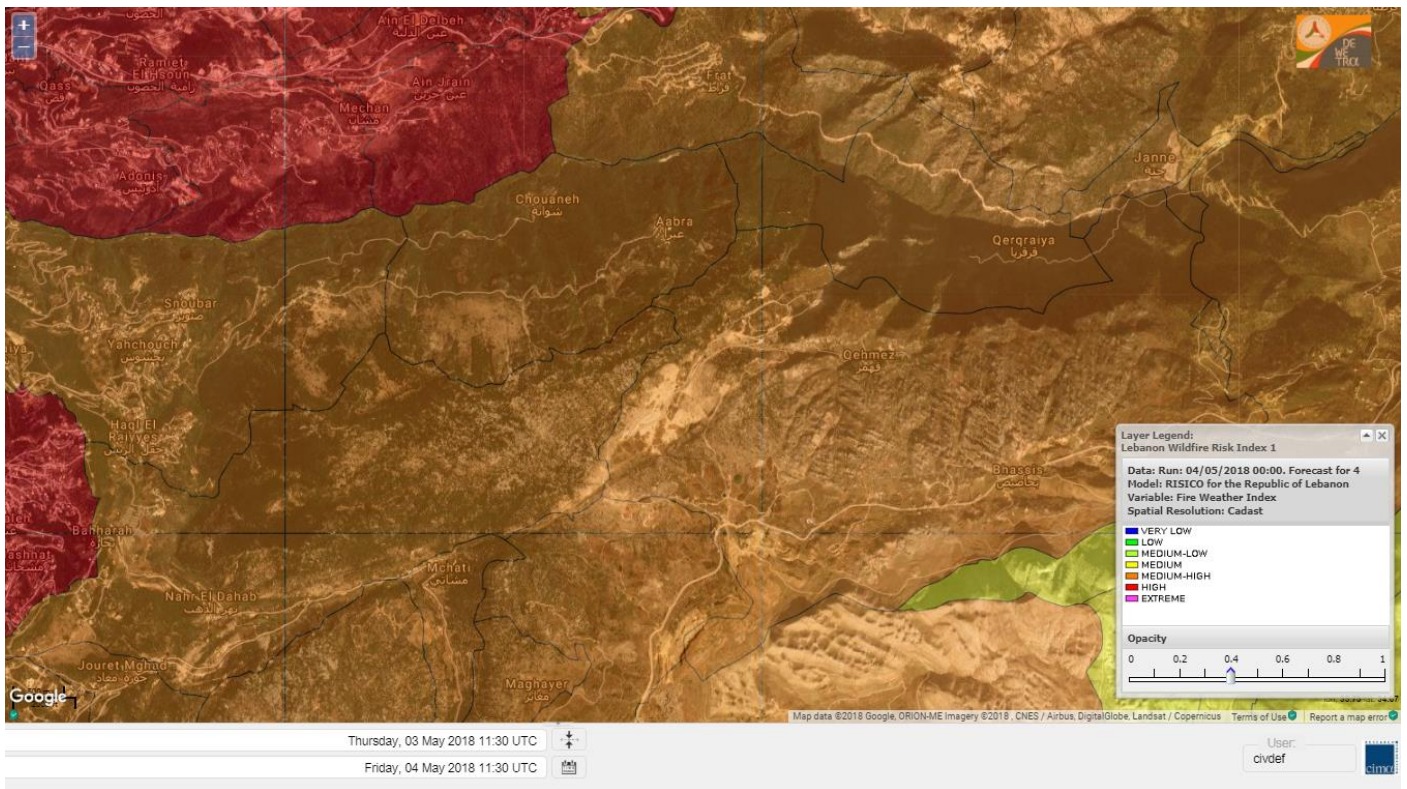 Ain El Delbeh
عين الدلبة
Ramiet
El Hsoun
رامية الحصون
Frat
فراط
Qass
قص
Ain Jrain
عين جرين
Mechan
مشان
Janne
جنة
Adonis
أدونيس
Chouaneh
شوانة
Aabra
Qerqraiya
قرقريا
Snoubar
صنوبر
Yahchouch
يحشوش
Qehmez
قهمز
Haql El
Raiyyes
حقل الريس
Bhassis
Bahharah
Mchati
مشاتي
Nahr El Dahab
نهر الذهب
Jouret Mghad
Maghayer
مغاير
DE
WE
TRA
Layer Legend:
Lebanon Wildfire Risk Index 1
Data: Run: 04/05/2018 00:00. Forecast for 4
Model: RISICO for the Republic of Lebanon
Variable: Fire Weather Index
Spatial Resolution: Cadast
VERY LOW
LOW
MEDIUM-LOW
MEDIUM
MEDIUM-HIGH
HIGH
EXTREME
Opacity
0 0.2 0.4 0.6 0.8 1
Google
Map data ©2018 Google, ORION-ME Imagery ©2018 , CNES / Airbus, DigitalGlobe, Landsat / Copernicus Terms of Use Report a map error
Thursday, 03 May 2018 11:30 UTC
Friday, 04 May 2018 11:30 UTC
User:
civdef
cima